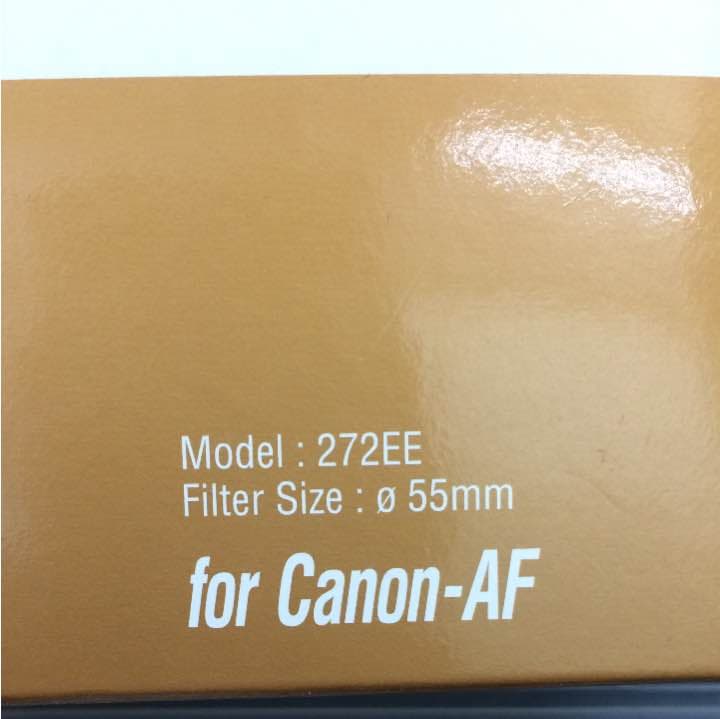 Model : 272EE
Filter Size : ø 55mm
for Canon-AF